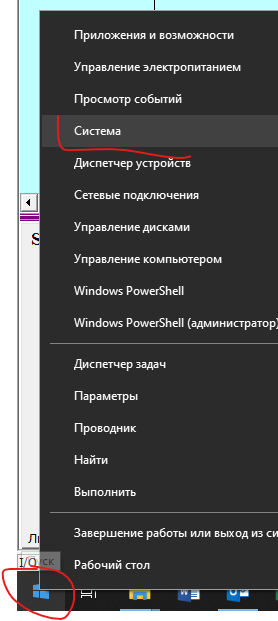 Приложения и возможности
Управление электропитанием
Просмотр событий
Система
Диспетчер устройств
Сетевые подключения
Управление дисками
Управление компьютером
Windows PowerShell
Windows PowerShell (администратор)
Диспетчер задач
Параметры
Проводник
Найти
Выполнить
Завершение работы или выход из си
Рабочий стол